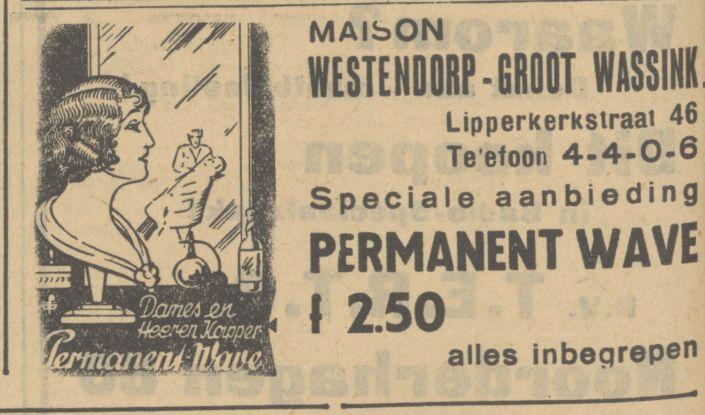 MAISON
WESTENDORP-GROOT WASSINK.
Lipperkerkstraat 46
Te'efoon 4-4-0-6
Speciale aanbieding
PERMANENT WAVE
f 2.50
alles inbegrepen
Dames en
Heeren Kapper
Permanent Wave